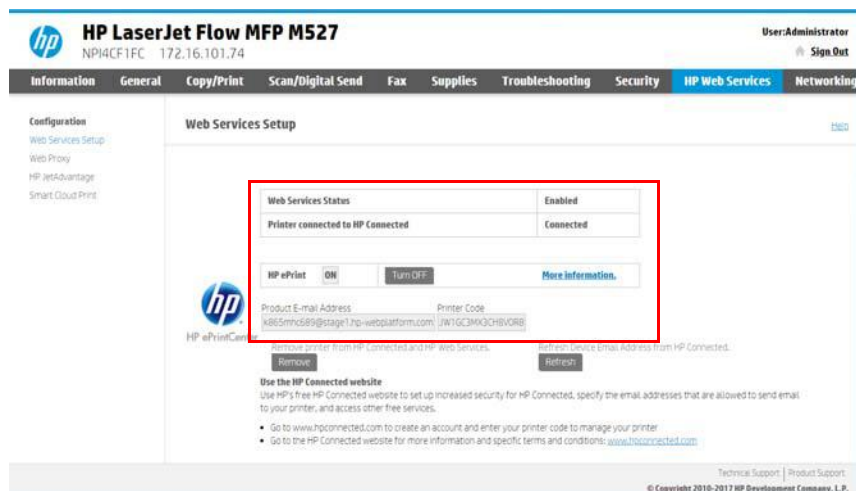 hp HP LaserJet Flow MFP M527 User:Administrator
NPI4CF1FC 172.16.101.74 Sign Out
Information General Copy/Print Scan/Digital Send Fax Supplies Troubleshooting Security HP Web Services Networking
Configuration
Web Services Setup
Web Proxy
HP JetAdvantage
Smart Cloud Print
Web Services Setup Help
Web Services Status Enabled
Printer connected to HP Connected Connected
HP ePrint ON Turn OFF More information.
hp
HP ePrintCenter
Product E-mail Address Printer Code
Remove printer from HP Connected and HP Web Services. Refresh Device Email Address from HP Connected.
Remove Refresh
Use the HP Connected website
Use HP's free HP Connected website to set up increased security for HP Connected, specify the email addresses that are allowed to send email
to your printer, and access other free services.
• Go to www.hpconnected.com to create an account and enter your printer code to manage your printer
• Go to the HP Connected website for more information and specific terms and conditions: www.hpconnected.com
Technical Support | Product Support
© Copyright 2010-2017 HP Development Company, L.P.